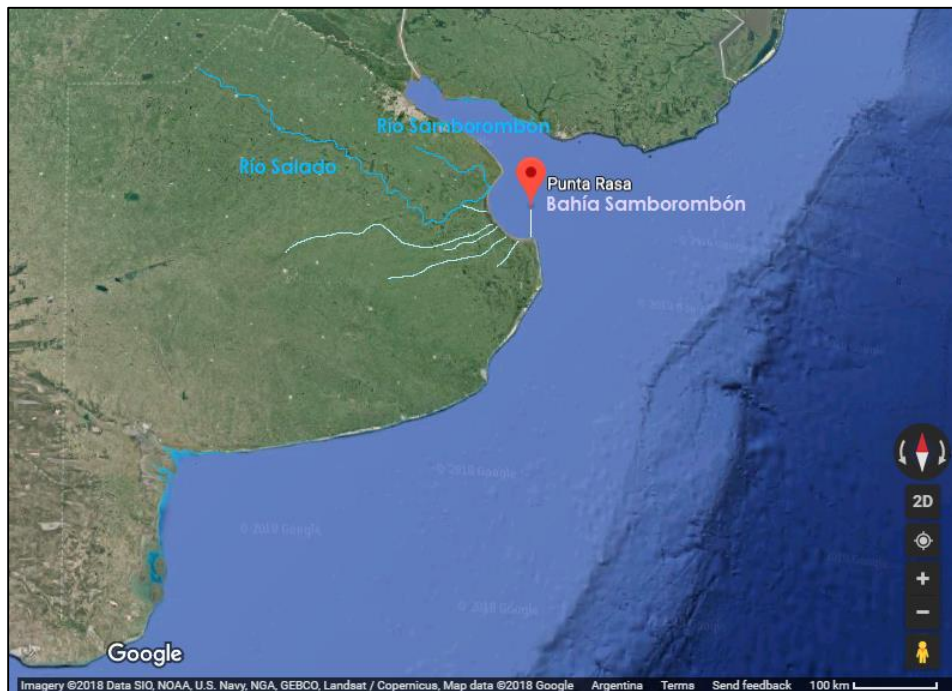 Río Samborombón
Río Salado
Punta Rasa
Bahía Samborombón
© 2018 Google
© 2018 Google
© 2018 Google
2D
Google
Imagery ©2018 Data SIO, NOAA, U.S. Navy, NGA, GEBCO, Landsat / Copernicus, Map data ©2018 Google Argentina Terms Send feedback 100 km